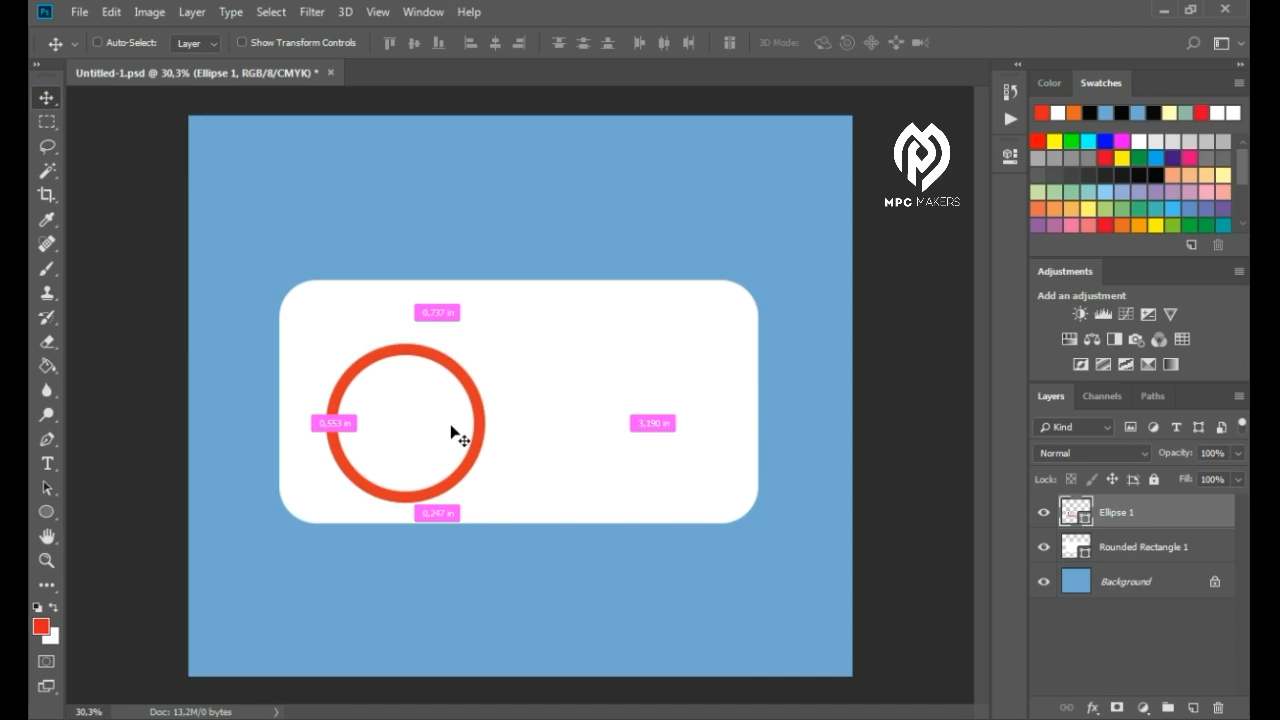 Ps File Edit Image Layer Type Select Filter 3D View Window Help
Auto-Select: Layer Show Transform Controls 3D Mode:
Untitled-1.psd @ 30,3% (Ellipse 1, RGB/8/CMYK) * ×
Color Swatches
MPC MAKERS
Adjustments
Add an adjustment
0,737 in
0,553 in
3,190 in
0,247 in
Layers Channels Paths
Kind
Normal Opacity: 100%
Lock: Fill: 100%
Ellipse 1
Rounded Rectangle 1
Background
30,3% Doc: 13,2M/0 bytes